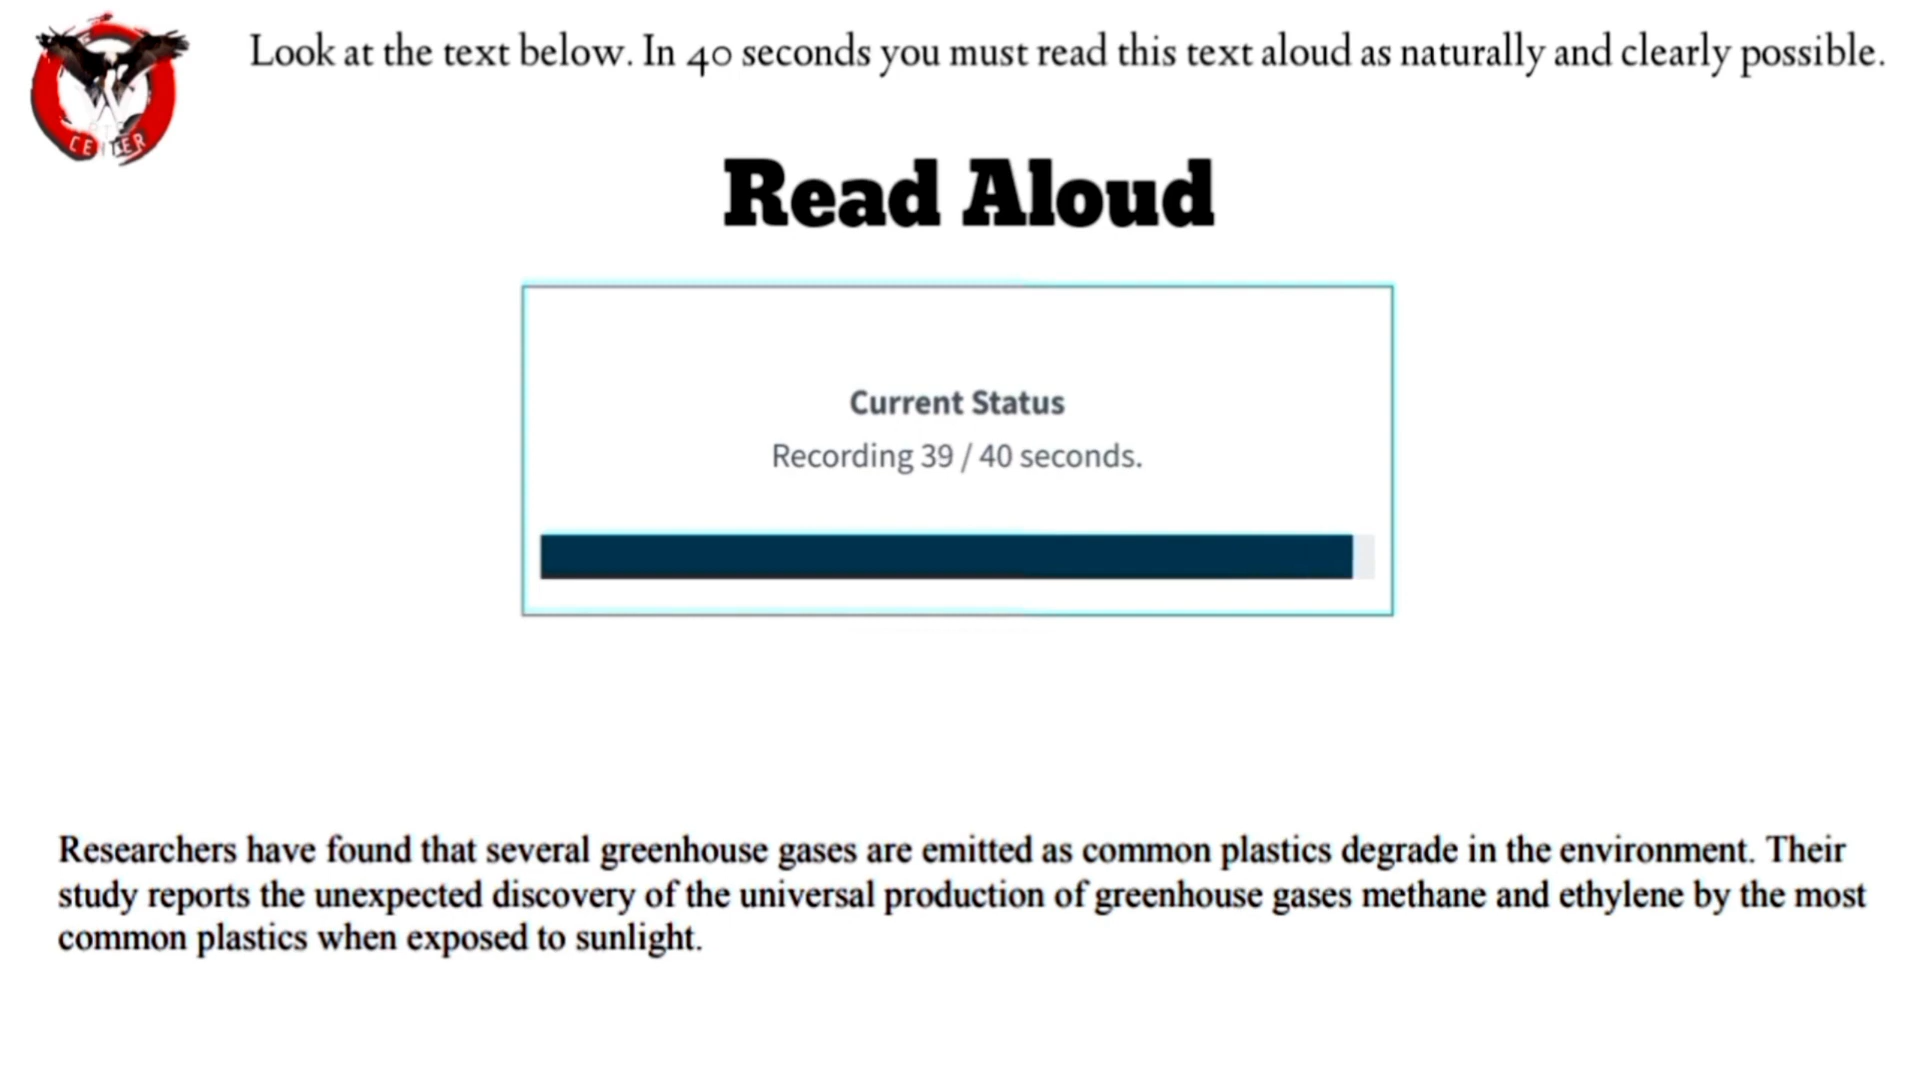 Look at the text below. In 40 seconds you must read this text aloud as naturally and clearly possible.
CENTER
Read Aloud
Current Status
Recording 39 / 40 seconds.
Researchers have found that several greenhouse gases are emitted as common plastics degrade in the environment. Their
study reports the unexpected discovery of the universal production of greenhouse gases methane and ethylene by the most
common plastics when exposed to sunlight.